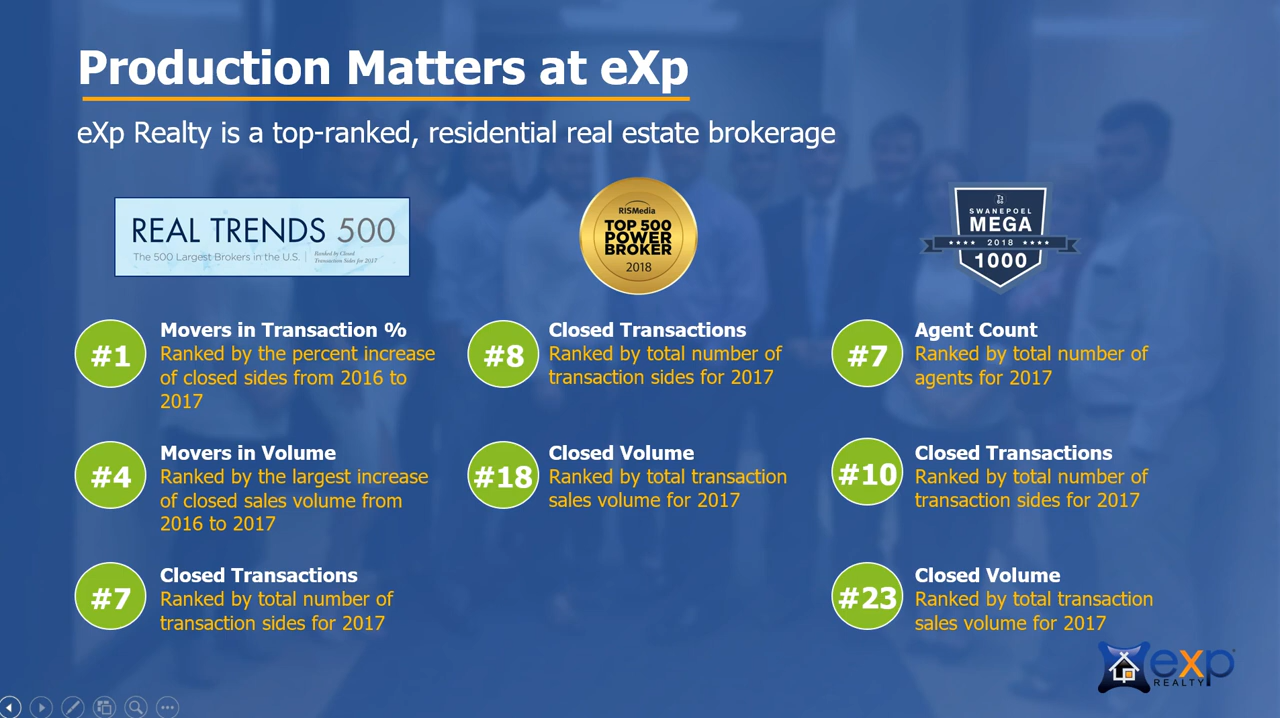 Production Matters at eXp
eXp Realty is a top-ranked, residential real estate brokerage
REAL TRENDS 500
The 500 Largest Brokers in the U.S. | Ranked by Closed
Transaction Sides for 2017
#1
Movers in Transaction %
Ranked by the percent increase
of closed sides from 2016 to
2017
#4
Movers in Volume
Ranked by the largest increase
of closed sales volume from
2016 to 2017
#7
Closed Transactions
Ranked by total number of
transaction sides for 2017
RISMedia
TOP 500
POWER
BROKER
2018
#8
Closed Transactions
Ranked by total number of
transaction sides for 2017
#18
Closed Volume
Ranked by total transaction
sales volume for 2017
SWANEPOEL
MEGA
2018
1000
#7
Agent Count
Ranked by total number of
agents for 2017
#10
Closed Transactions
Ranked by total number of
transaction sides for 2017
#23
Closed Volume
Ranked by total transaction
sales volume for 2017
exp
REALTY